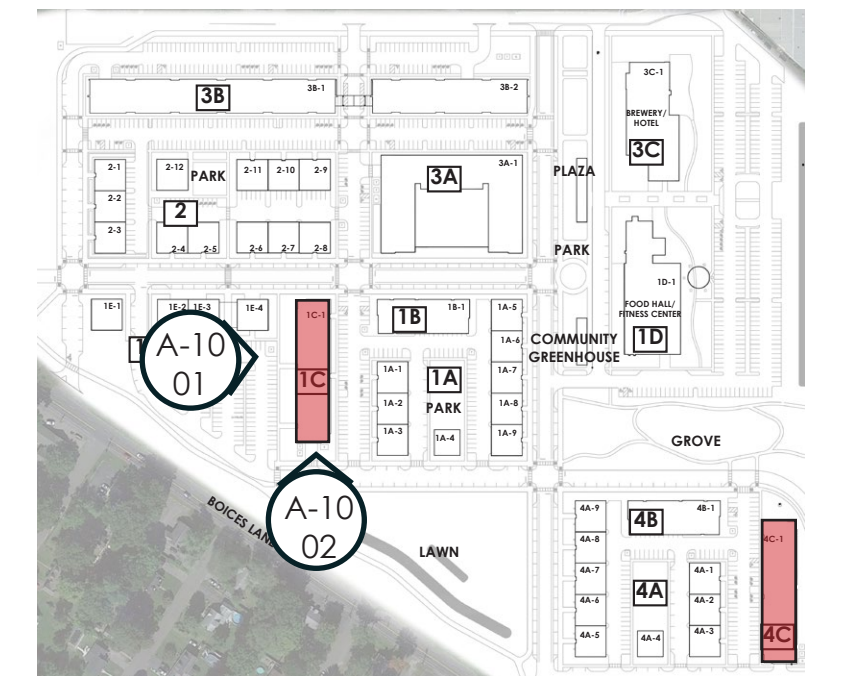 3B-1
3B-2
3C-1
3B
BREWERY/
HOTEL
3C
2-1
2-12
PARK
2-11
2-10
2-9
3A-1
3A
PLAZA
2-2
2
2-3
2-4
2-5
2-6
2-7
2-8
PARK
1D-1
1E-1
1E-2
1E-3
1E-4
1C-1
1B
1B-1
1A-5
FOOD HALL/
FITNESS CENTER
1D
1A-6
COMMUNITY
GREENHOUSE
A-10
01
1C
1A-1
1A
1A-7
1A-2
PARK
1A-8
1A-3
1A-4
1A-9
GROVE
A-10
02
BOICES LAN
LAWN
4A-9
4B
4B-1
4A-8
4C-1
4A-7
4A-1
4A
4A-6
4A-2
4A-5
4A-4
4A-3
4C